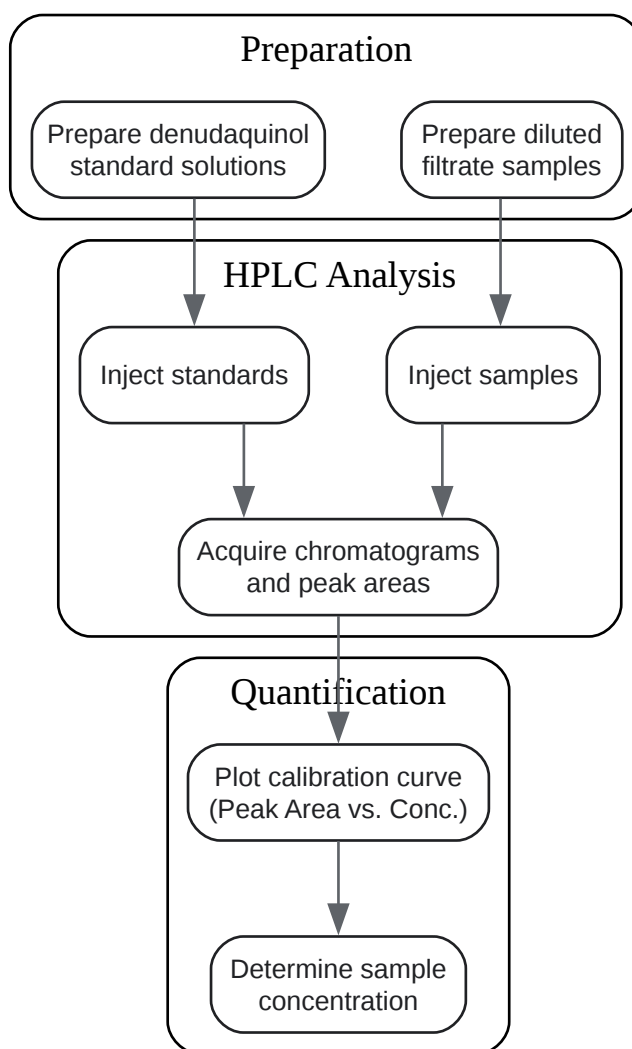 Preparation
Prepare denudaquinol
standard solutions
Prepare diluted
filtrate samples
HPLC Analysis
Inject standards
Inject samples
Acquire chromatograms
and peak areas
Quantification
Plot calibration curve
(Peak Area vs. Conc.)
Determine sample
concentration